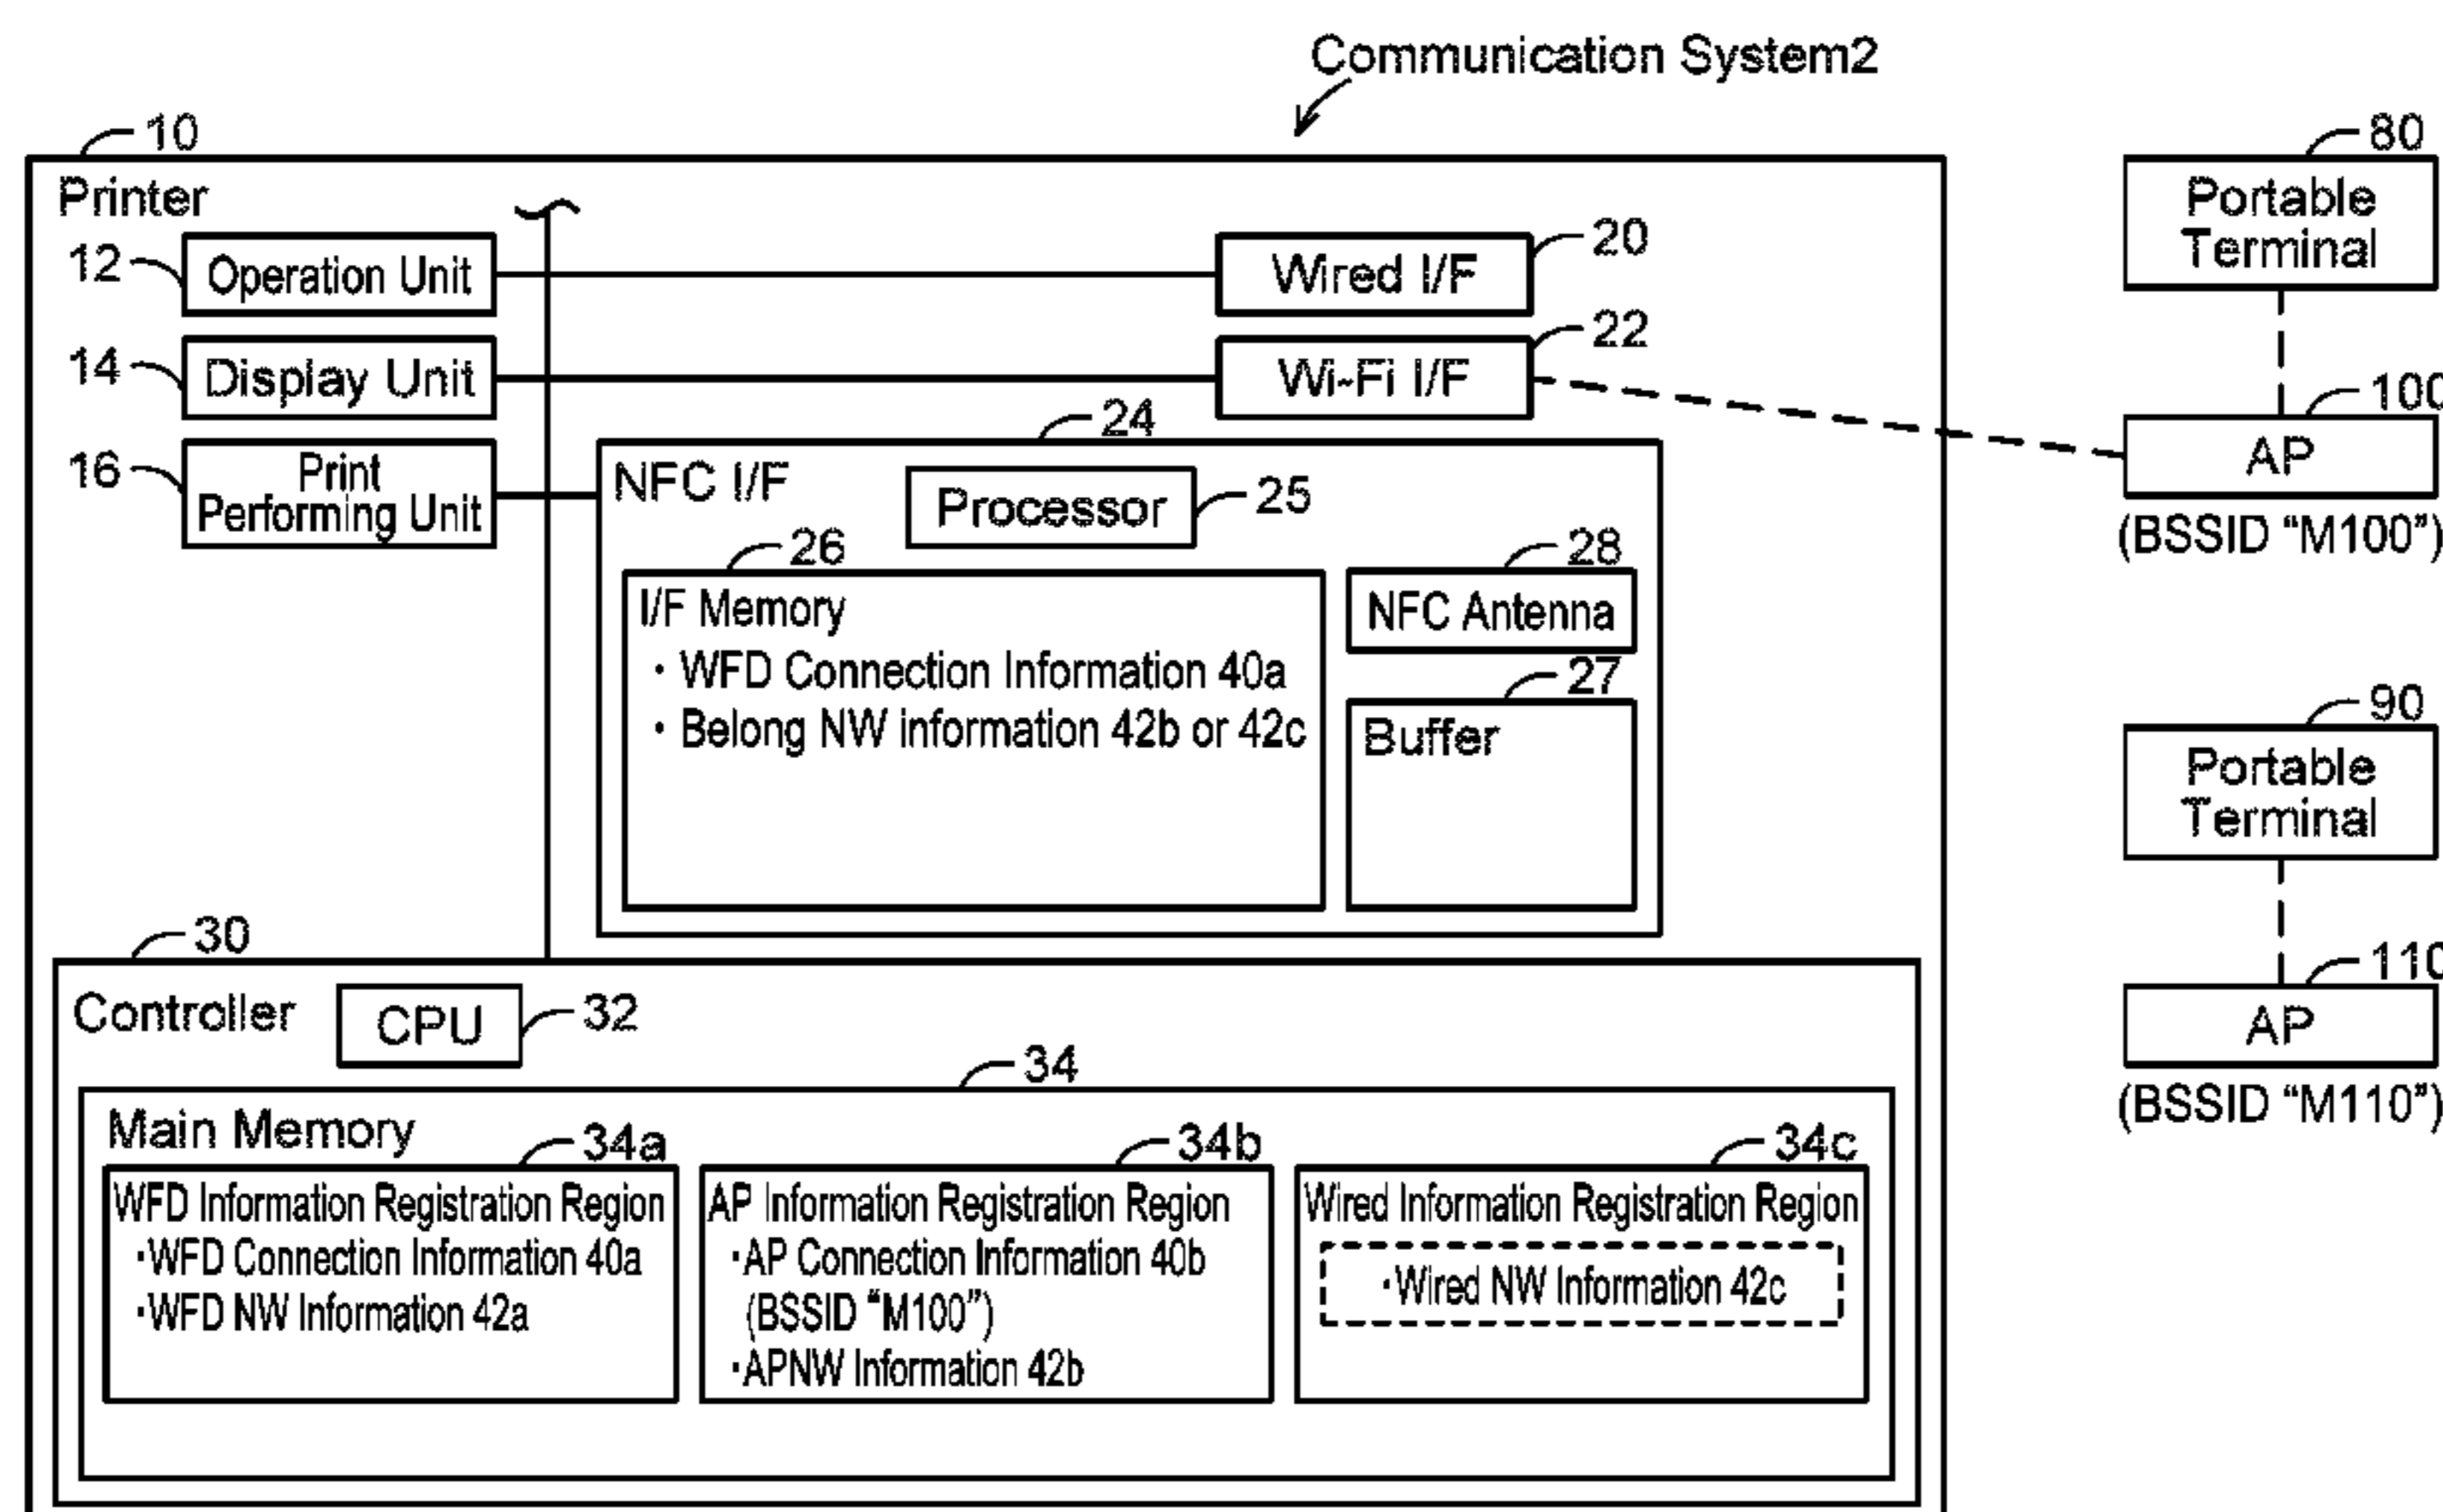 Communication System2
10
Printer
12
Operation Unit
Wired I/F
20
14
Display Unit
Wi-Fi I/F
22
16
Print
Performing Unit
24
NFC I/F
Processor
25
26
I/F Memory
・WFD Connection Information 40a
・Belong NW information 42b or 42c
28
NFC Antenna
27
Buffer
30
Controller
CPU
32
34
Main Memory
34a
WFD Information Registration Region
・WFD Connection Information 40a
・WFD NW Information 42a
34b
AP Information Registration Region
・AP Connection Information 40b
(BSSID “M100”)
・APNW Information 42b
34c
Wired Information Registration Region
・Wired NW Information 42c
80
Portable
Terminal
100
AP
(BSSID “M100”)
90
Portable
Terminal
110
AP
(BSSID “M110”)